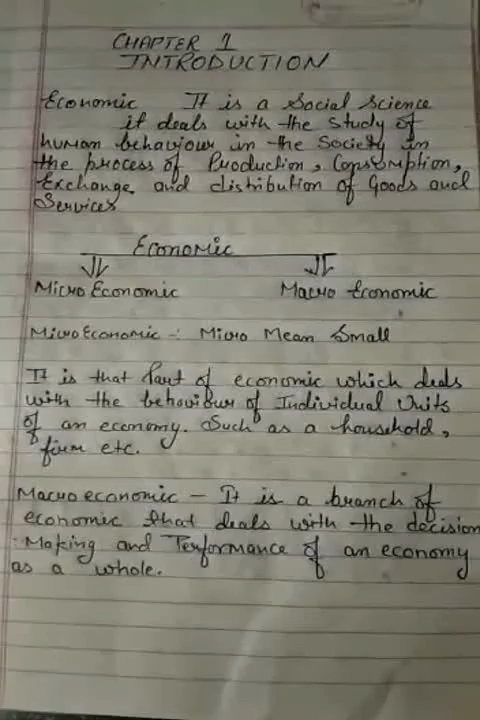 CHAPTER 1
INTRODUCTION
Economic It is a Social Science
it deals with the study of
human behaviour in the Society in
the process of Production, Consumption,
Exchange and distribution of Goods and
Services
Economic
Micro Economic Macro Economic
Micro Economic :- Micro Mean Small
It is that Part of economic which deals
with the behaviour of Individual Units
of an economy. Such as a household,
firm etc.
Macro economic - It is a branch of
economic that deals with the decision
-Making and Performance of an economy
as a whole.